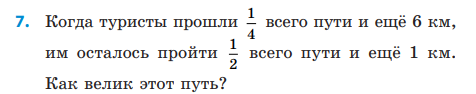 7. Когда туристы прошли 1/4 всего пути и ещё 6 км,
им осталось пройти 1/2 всего пути и ещё 1 км.
Как велик этот путь?